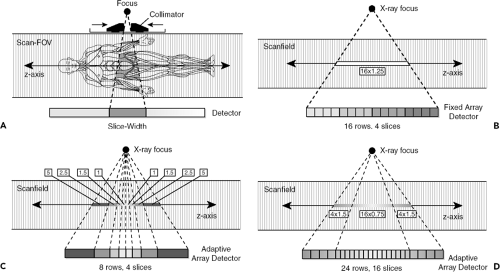 Focus
Collimator
Scan-FOV
z-axis
Detector
Slice-Width
A
X-ray focus
Scanfield
16x1.25
z-axis
Fixed Array
Detector
16 rows, 4 slices
B
X-ray focus
5 2.5 1.5 1 1 1.5 2.5 5
Scanfield
z-axis
Adaptive
Array Detector
8 rows, 4 slices
C
X-ray focus
Scanfield
4x1.5 16x0.75 4x1.5
z-axis
Adaptive
Array Detector
24 rows, 16 slices
D